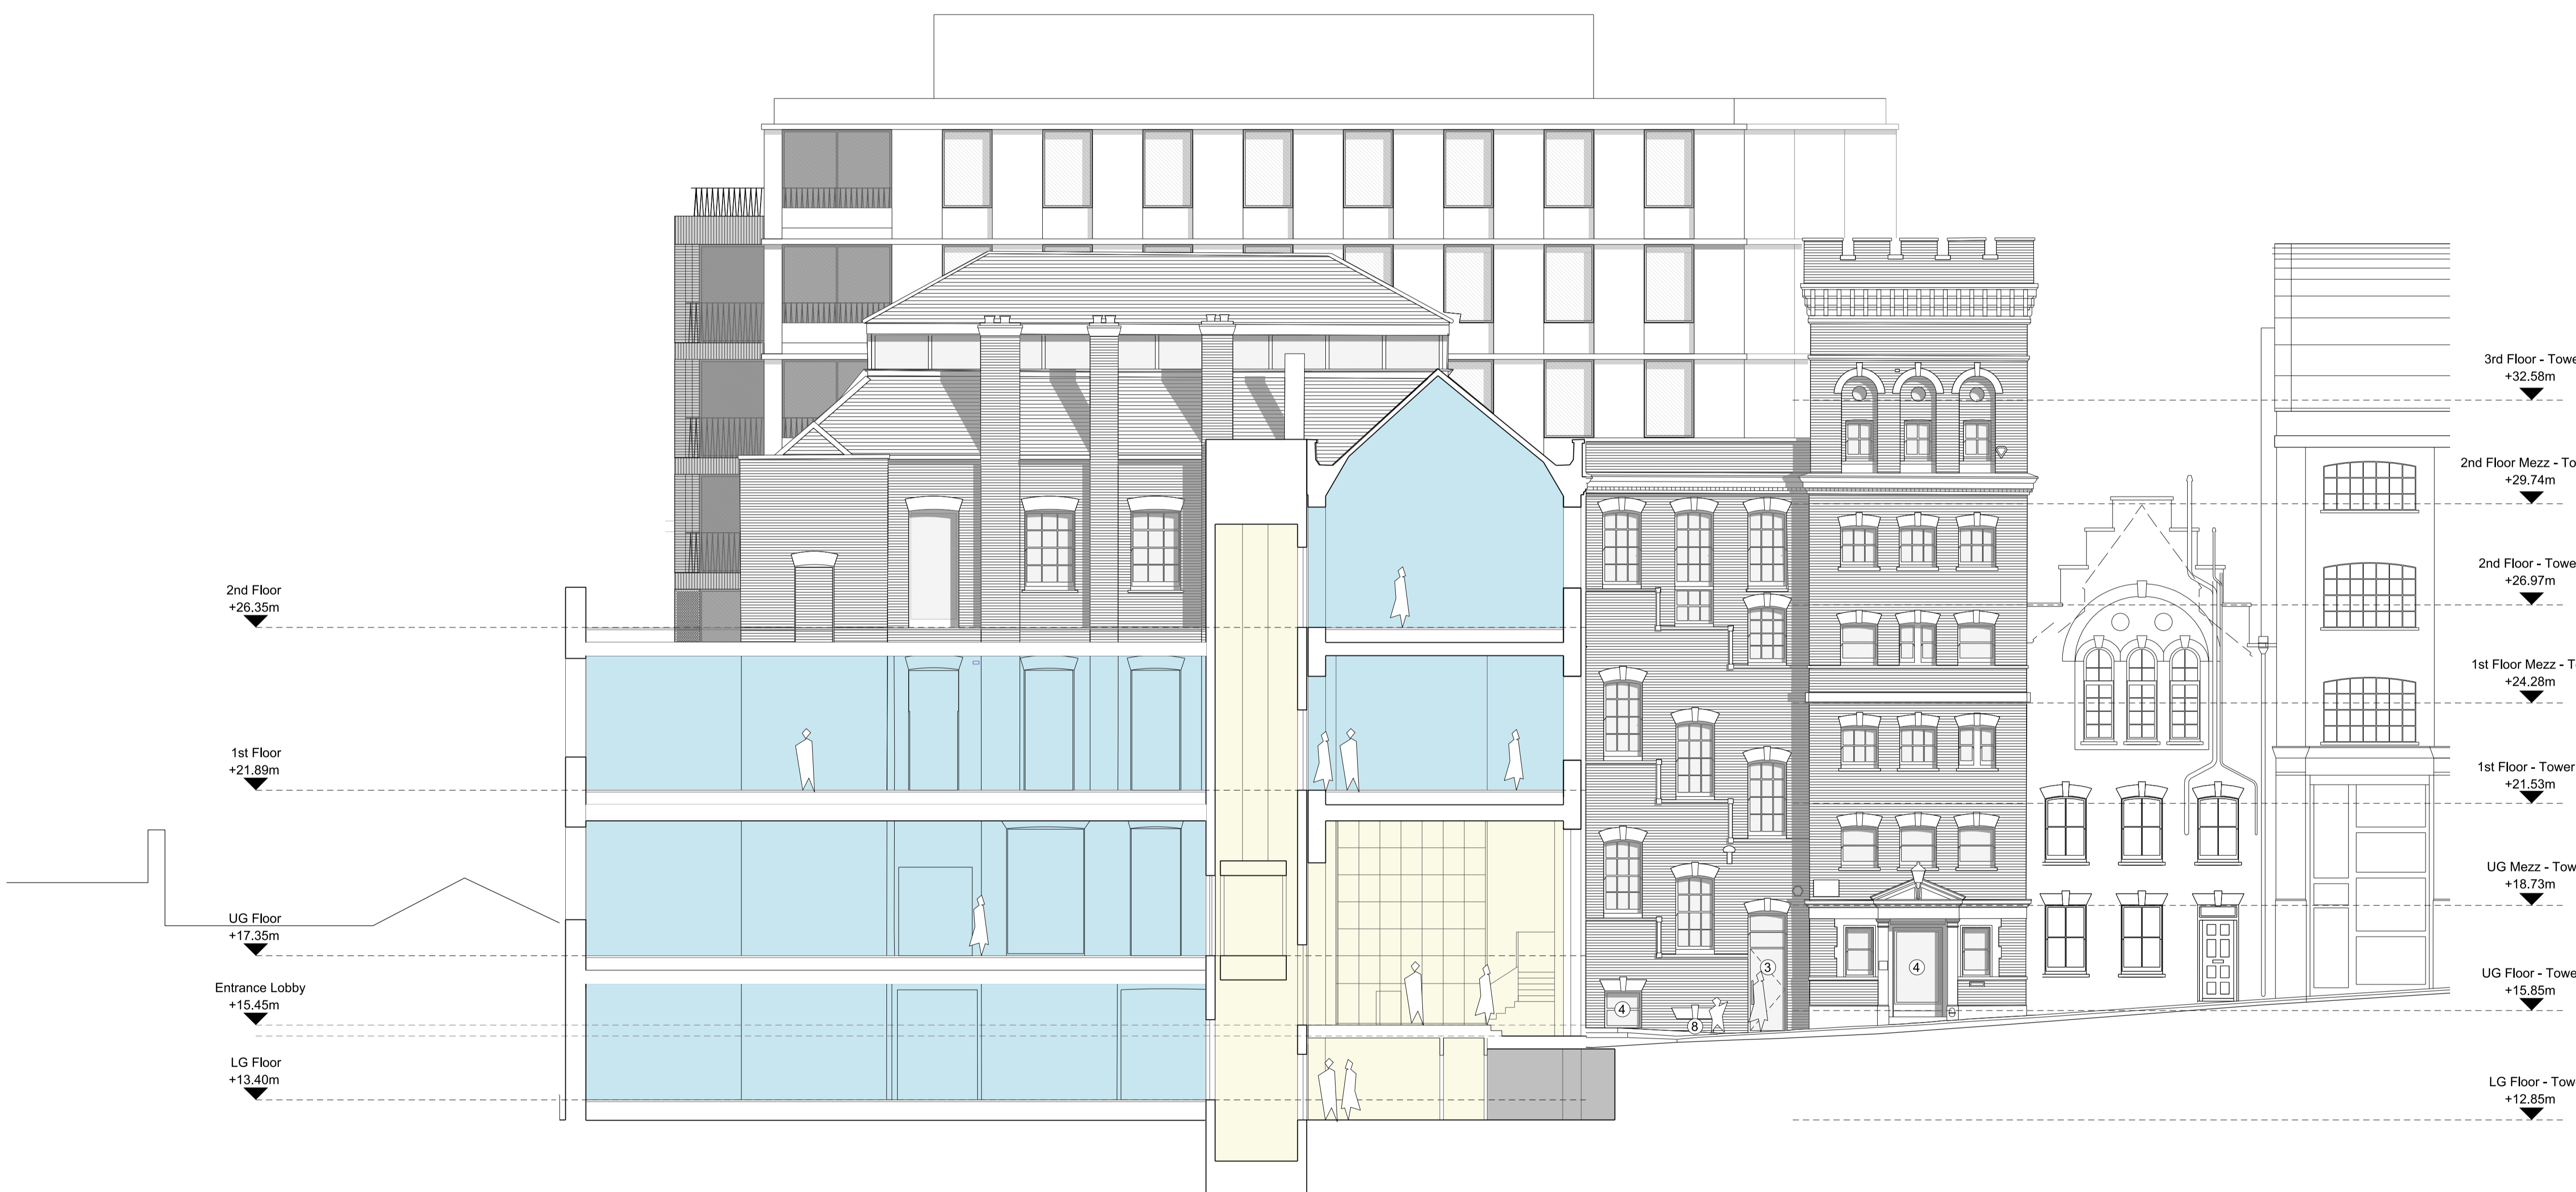 2nd Floor
+26.35m
1st Floor
+21.89m
UG Floor
+17.35m
Entrance Lobby
+15.45m
LG Floor
+13.40m
3
4
4
8
3rd Floor - Towe
+32.58m
2nd Floor Mezz - To
+29.74m
2nd Floor - Towe
+26.97m
1st Floor Mezz - T
+24.28m
1st Floor - Tower
+21.53m
UG Mezz - Tow
+18.73m
UG Floor - Towe
+15.85m
LG Floor - Tow
+12.85m